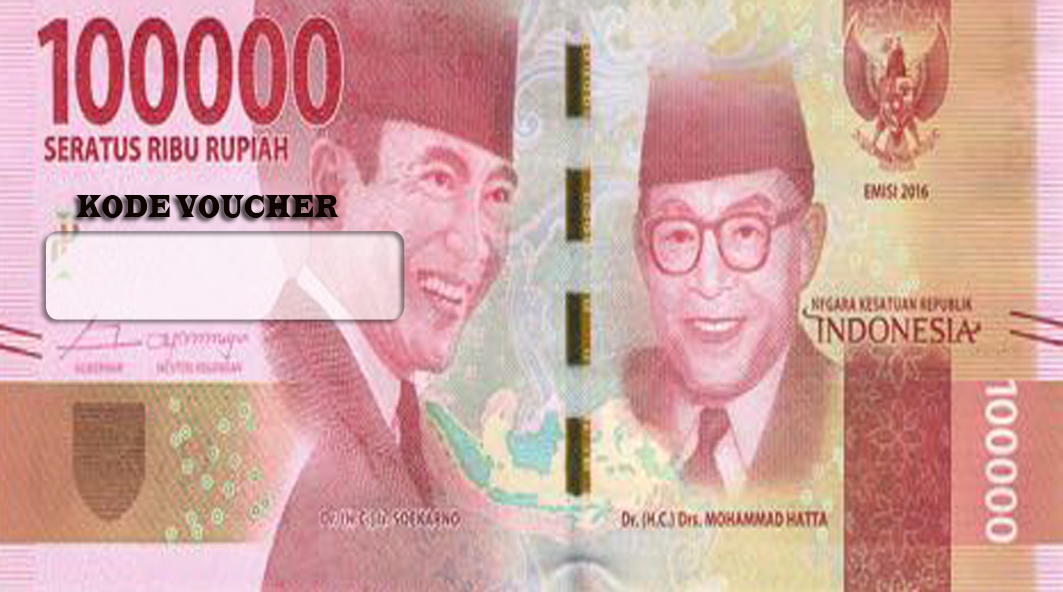 100000
SERATUS RIBU RUPIAH
KODE VOUCHER
EMISI 2016
NEGARA KESATUAN REPUBLIK
INDONESIA
GUBERNUR
MENTERI KEUANGAN
100000
Dr. (H.C.) Ir. SOEKARNO
Dr. (H.C.) Drs. MOHAMMAD HATTA